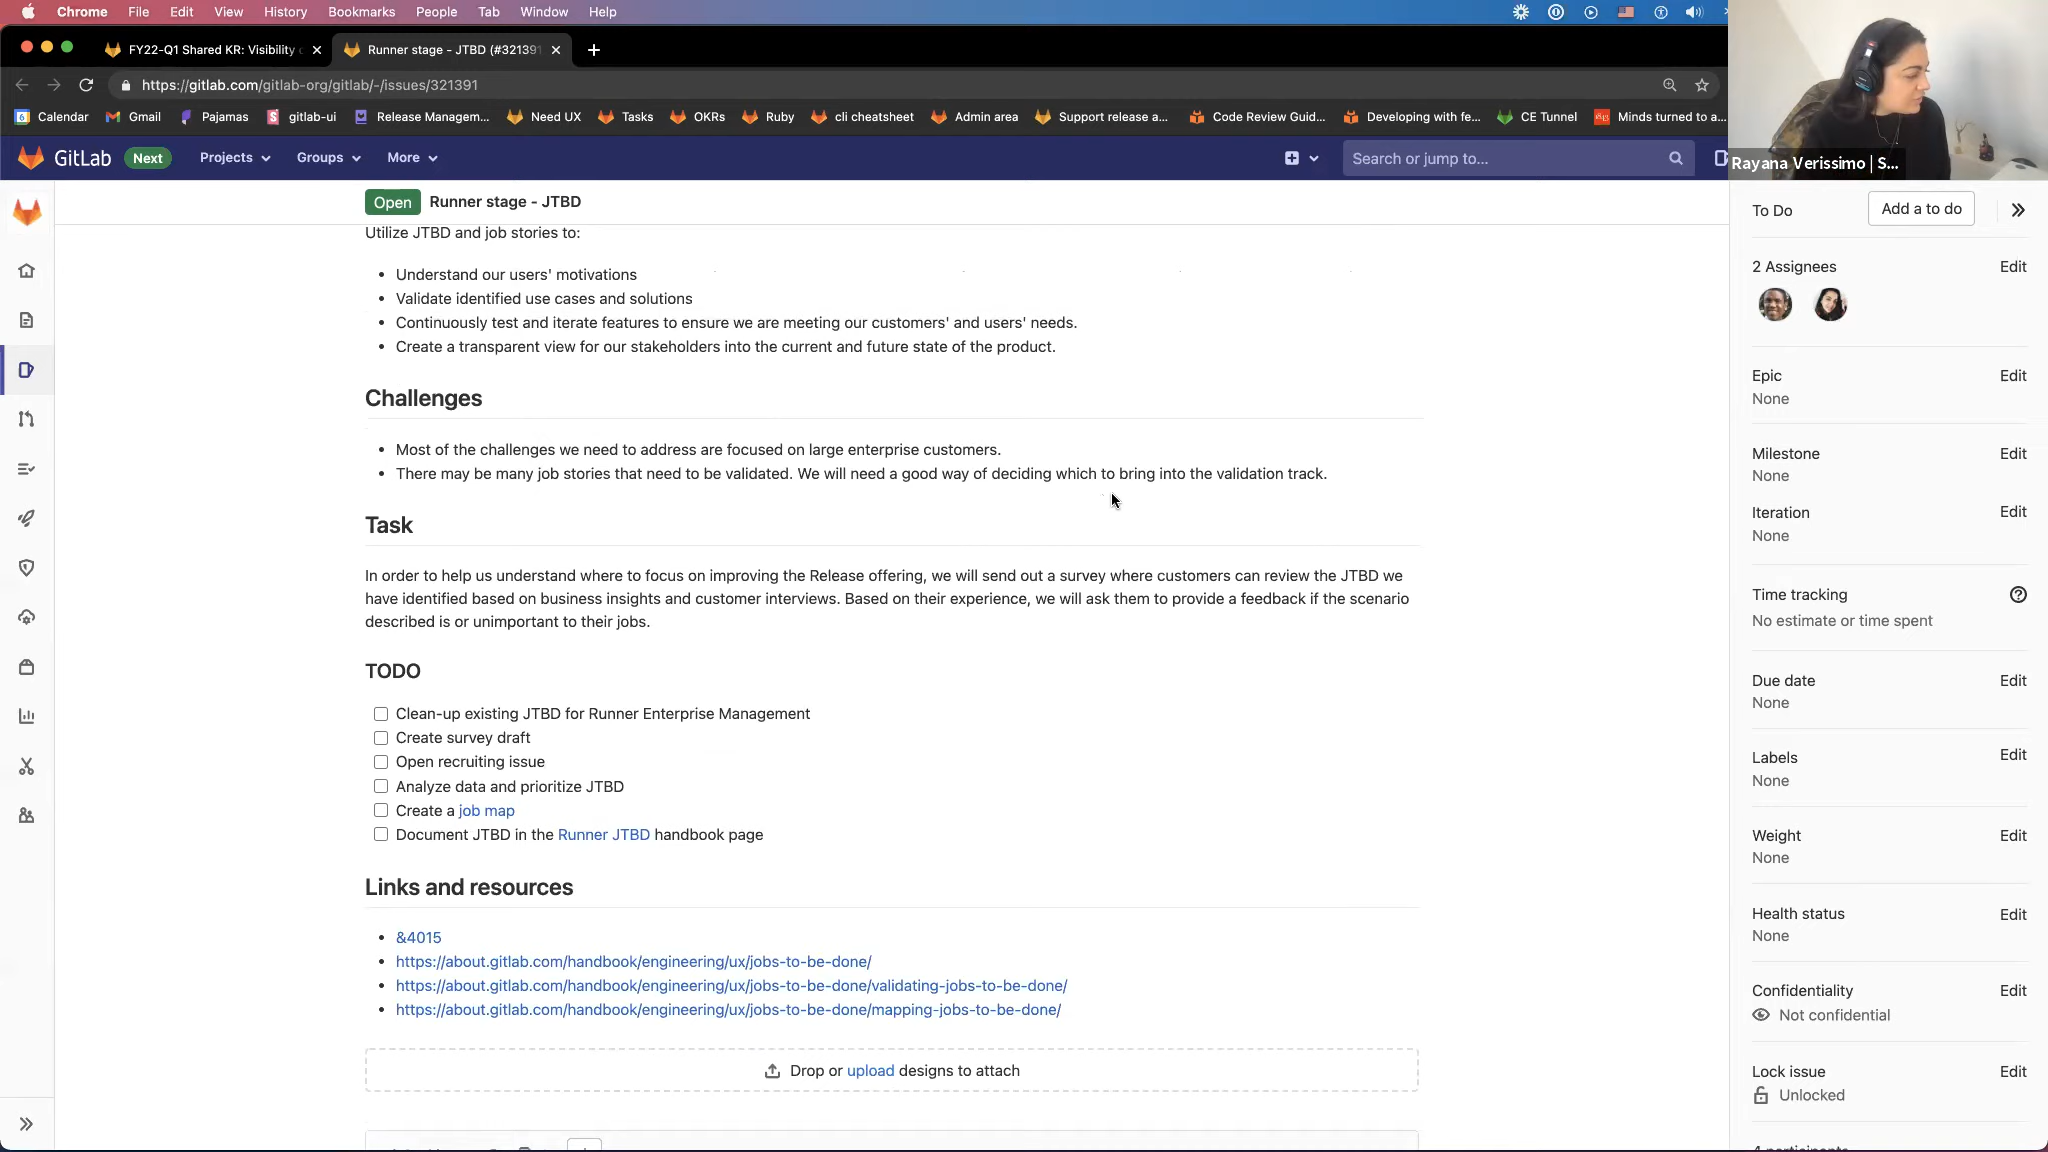 Chrome File Edit View History Bookmarks People Tab Window Help
FY22-Q1 Shared KR: Visibility
Runner stage - JTBD (#321391
https://gitlab.com/gitlab-org/gitlab/-/issues/321391
Calendar Gmail Pajamas gitlab-ui Release Managem... Need UX Tasks OKRs Ruby cli cheatsheet Admin area Support release a... Code Review Guid... Developing with fe... CE Tunnel Minds turned to a...
GitLab Next Projects Groups More Search or jump to...
Rayana Verissimo | S...
Open Runner stage - JTBD
Utilize JTBD and job stories to:
Understand our users' motivations
Validate identified use cases and solutions
Continuously test and iterate features to ensure we are meeting our customers' and users' needs.
Create a transparent view for our stakeholders into the current and future state of the product.
Challenges
Most of the challenges we need to address are focused on large enterprise customers.
There may be many job stories that need to be validated. We will need a good way of deciding which to bring into the validation track.
Task
In order to help us understand where to focus on improving the Release offering, we will send out a survey where customers can review the JTBD we
have identified based on business insights and customer interviews. Based on their experience, we will ask them to provide a feedback if the scenario
described is or unimportant to their jobs.
TODO
Clean-up existing JTBD for Runner Enterprise Management
Create survey draft
Open recruiting issue
Analyze data and prioritize JTBD
Create a job map
Document JTBD in the Runner JTBD handbook page
Links and resources
&4015
https://about.gitlab.com/handbook/engineering/ux/jobs-to-be-done/
https://about.gitlab.com/handbook/engineering/ux/jobs-to-be-done/validating-jobs-to-be-done/
https://about.gitlab.com/handbook/engineering/ux/jobs-to-be-done/mapping-jobs-to-be-done/
Drop or upload designs to attach
To Do Add a to do
2 Assignees Edit
Epic Edit
None
Milestone Edit
None
Iteration Edit
None
Time tracking
No estimate or time spent
Due date Edit
None
Labels Edit
None
Weight Edit
None
Health status Edit
None
Confidentiality Edit
Not confidential
Lock issue Edit
Unlocked